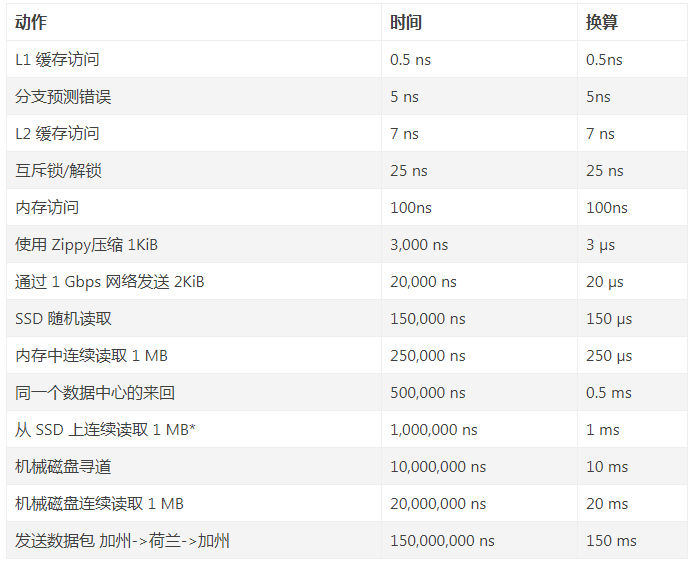 动作 时间 换算
L1 缓存访问 0.5 ns 0.5ns
分支预测错误 5 ns 5ns
L2 缓存访问 7 ns 7 ns
互斥锁/解锁 25 ns 25 ns
内存访问 100ns 100ns
使用 Zippy压缩 1KiB 3,000 ns 3 μs
通过 1 Gbps 网络发送 2KiB 20,000 ns 20 μs
SSD 随机读取 150,000 ns 150 μs
内存中连续读取 1 MB 250,000 ns 250 μs
同一个数据中心的来回 500,000 ns 0.5 ms
从 SSD 上连续读取 1 MB* 1,000,000 ns 1 ms
机械磁盘寻道 10,000,000 ns 10 ms
机械磁盘连续读取 1 MB 20,000,000 ns 20 ms
发送数据包 加州->荷兰->加州 150,000,000 ns 150 ms